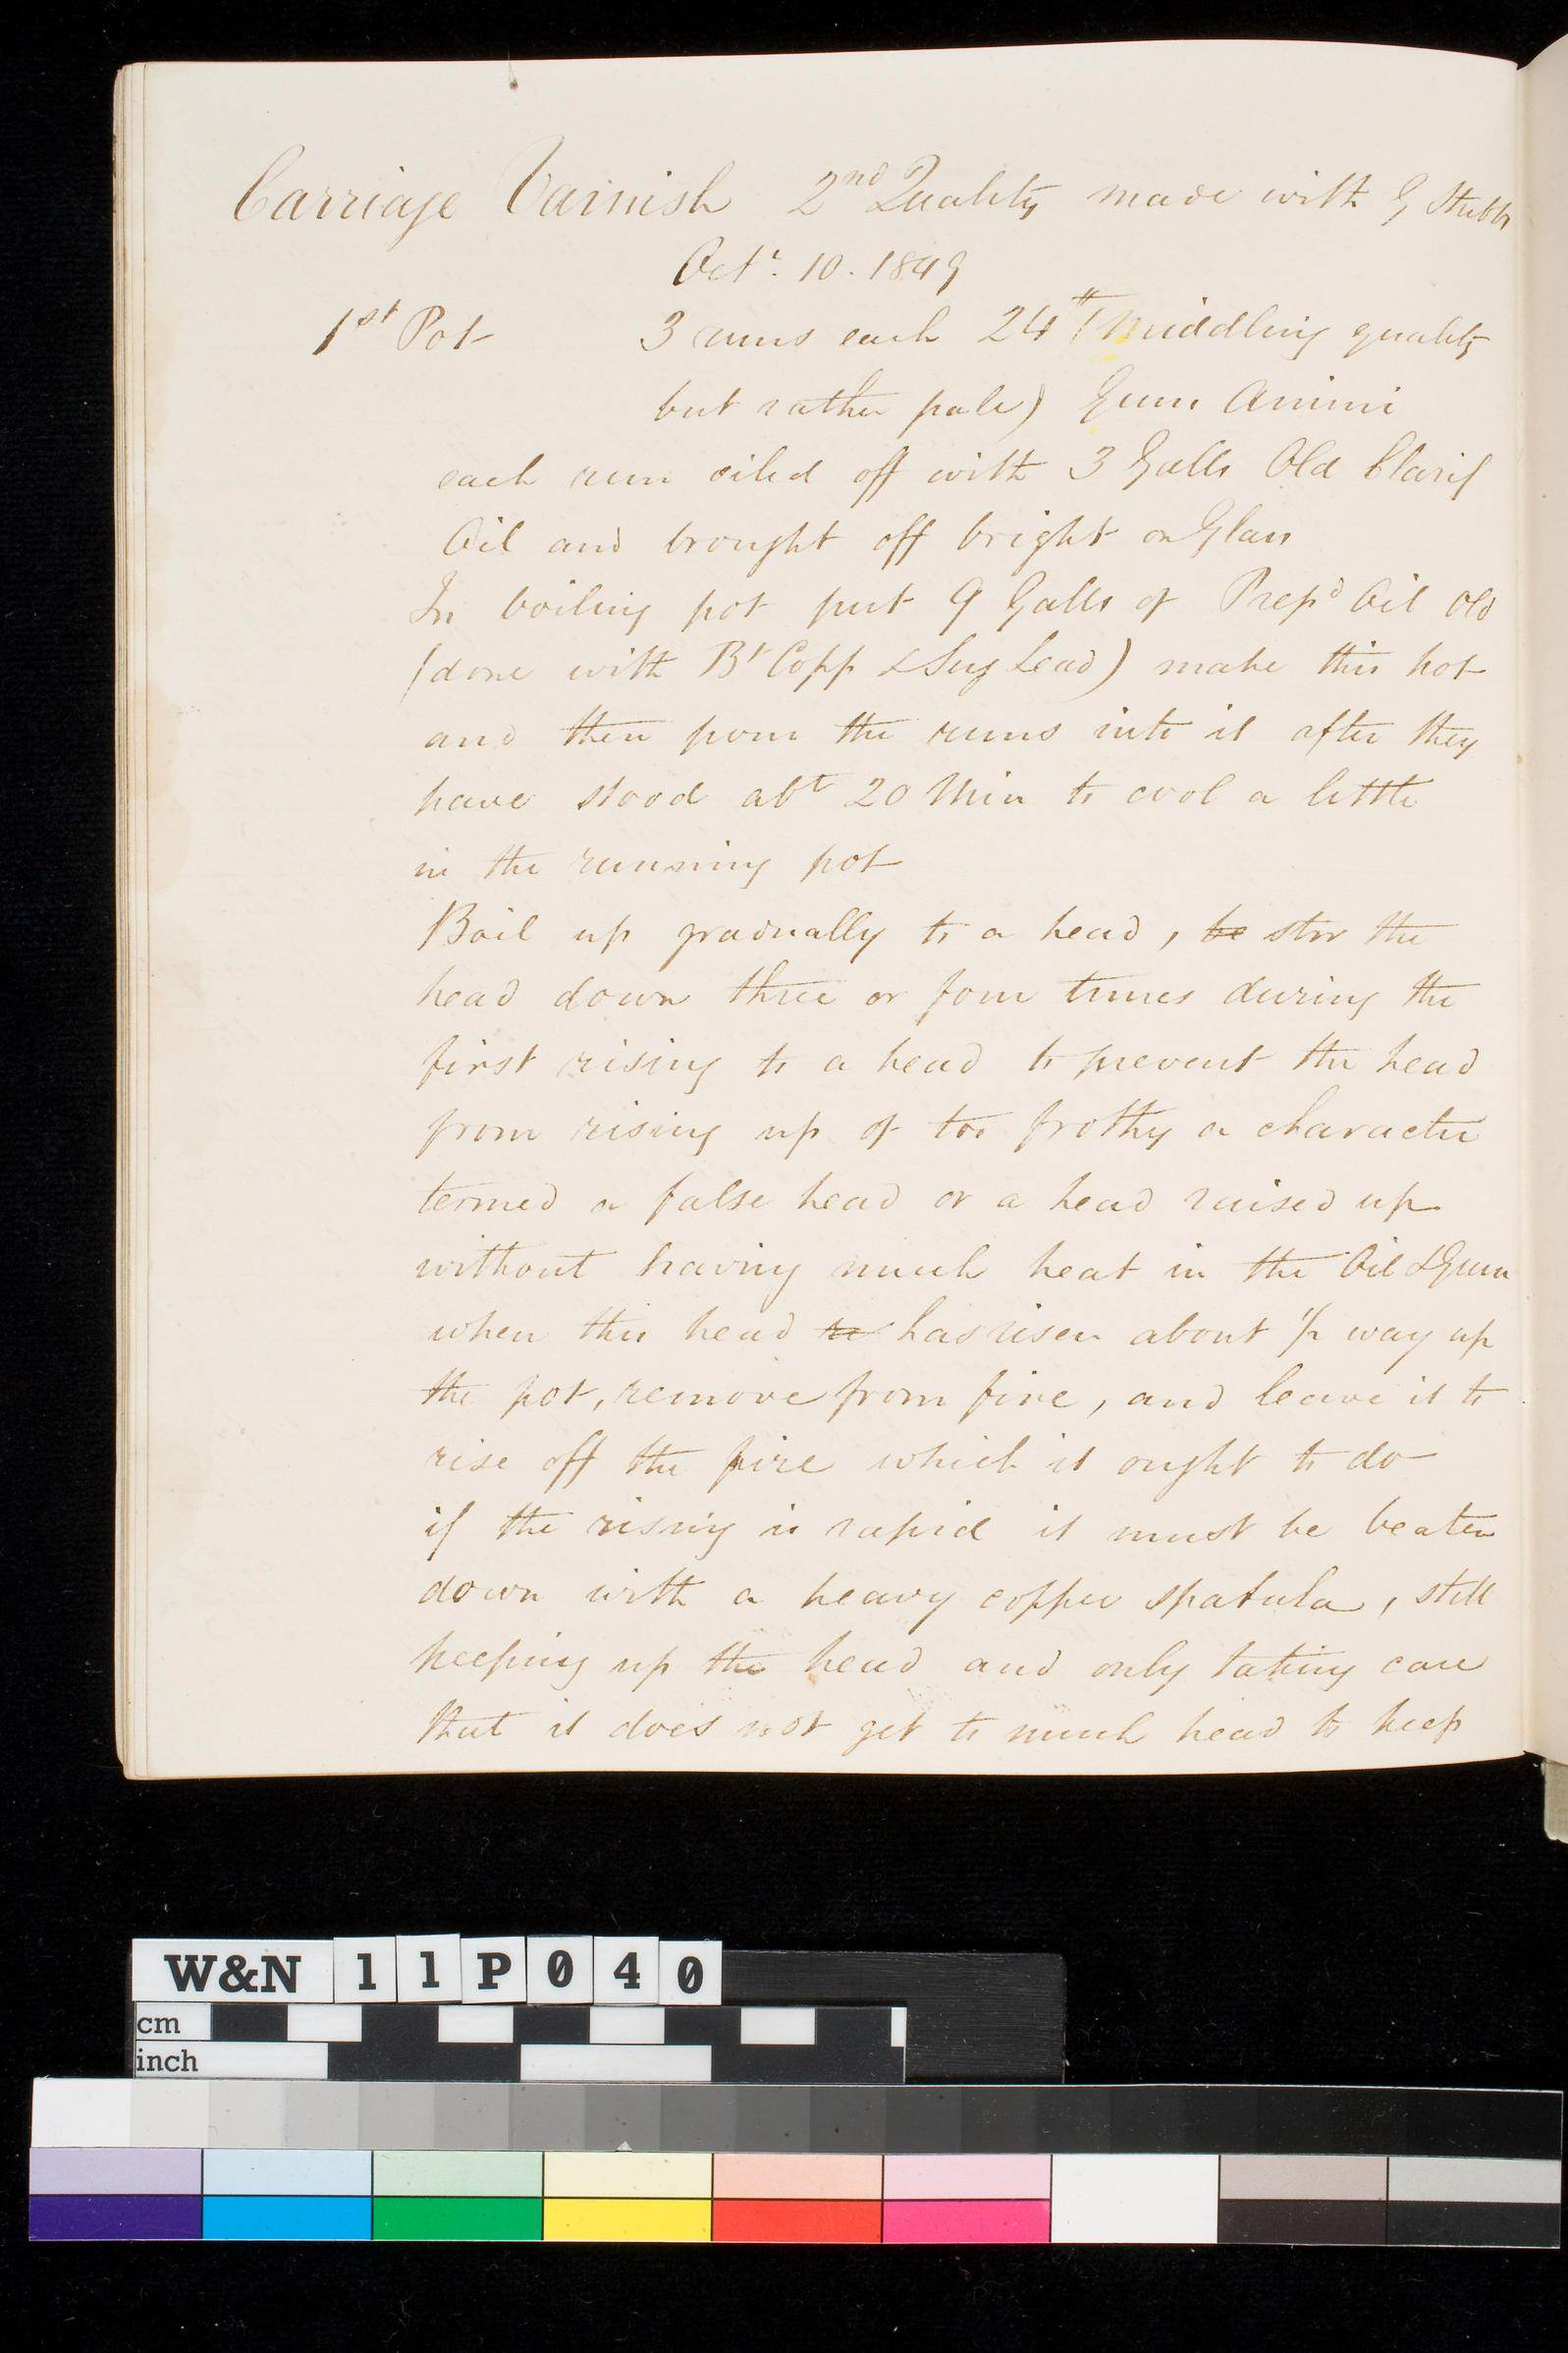 Carriage Varnish 2nd Quality made with G Stubbs
Octr. 10. 1849
1st Pot 3 runs each 24 # (middling quality
but rather pale) Gum Animi
each run oiled off with 3 Galls Old Clarif
Oil and brought off bright on Glass
In boiling pot put 9 Galls of Prepd Oil old
(done with Bt Copp & Sug Lead) make this hot
and then pour the runs into it after they
have stood abt 20 Min to cool a little
in the running pot
Boil up gradually to a head, be stir the
head down three or four times during the
first rising to a head to prevent the head
from rising up of too frothy a character
termed a false head or a head raised up
without having much heat in the Oil & Gum
when this head has risen about 1/2 way up
the pot, remove from fire, and leave it to
rise off the fire which it ought to do
if the rising is rapid it must be beaten
down with a heavy copper spatula, still
keeping up the head and only taking care
that it does not get to much head to keep
W&N 11P040
cm
inch